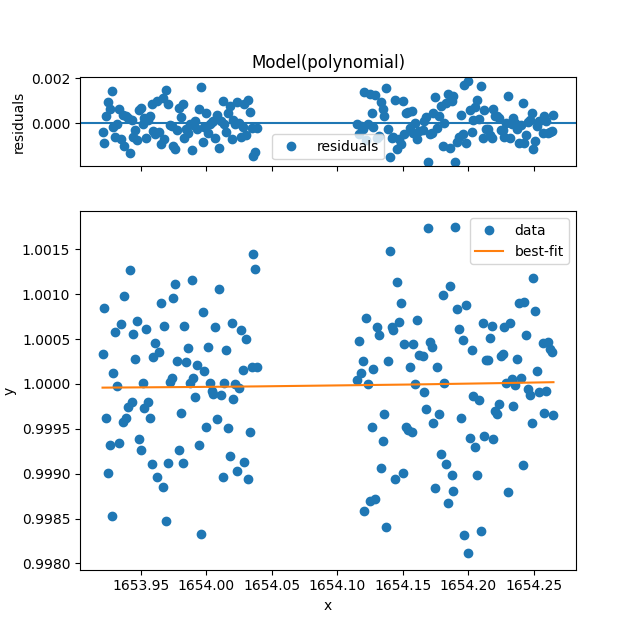 Model(polynomial)
0.002
0.000
residuals
residuals
data
best-fit
1.0015
1.0010
1.0005
1.0000
0.9995
0.9990
0.9985
0.9980
y
1653.95 1654.00 1654.05 1654.10 1654.15 1654.20 1654.25
x